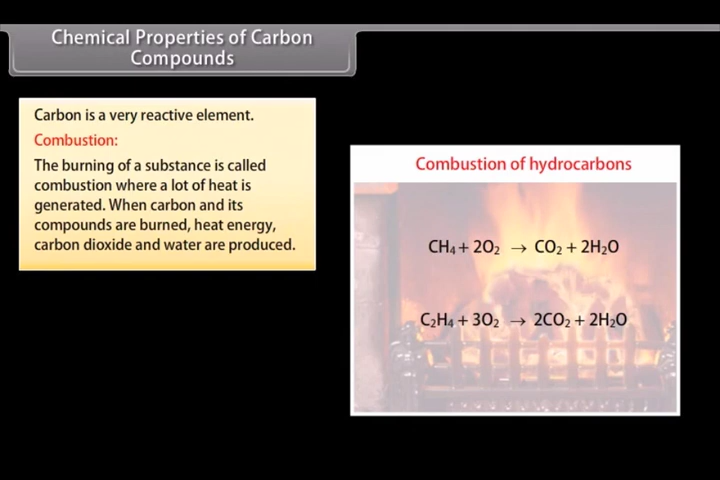 Chemical Properties of Carbon
Compounds
Carbon is a very reactive element.
Combustion:
The burning of a substance is called
combustion where a lot of heat is
generated. When carbon and its
compounds are burned, heat energy,
carbon dioxide and water are produced.
Combustion of hydrocarbons
CH₄ + 2O₂ → CO₂ + 2H₂O
C₂H₄ + 3O₂ → 2CO₂ + 2H₂O